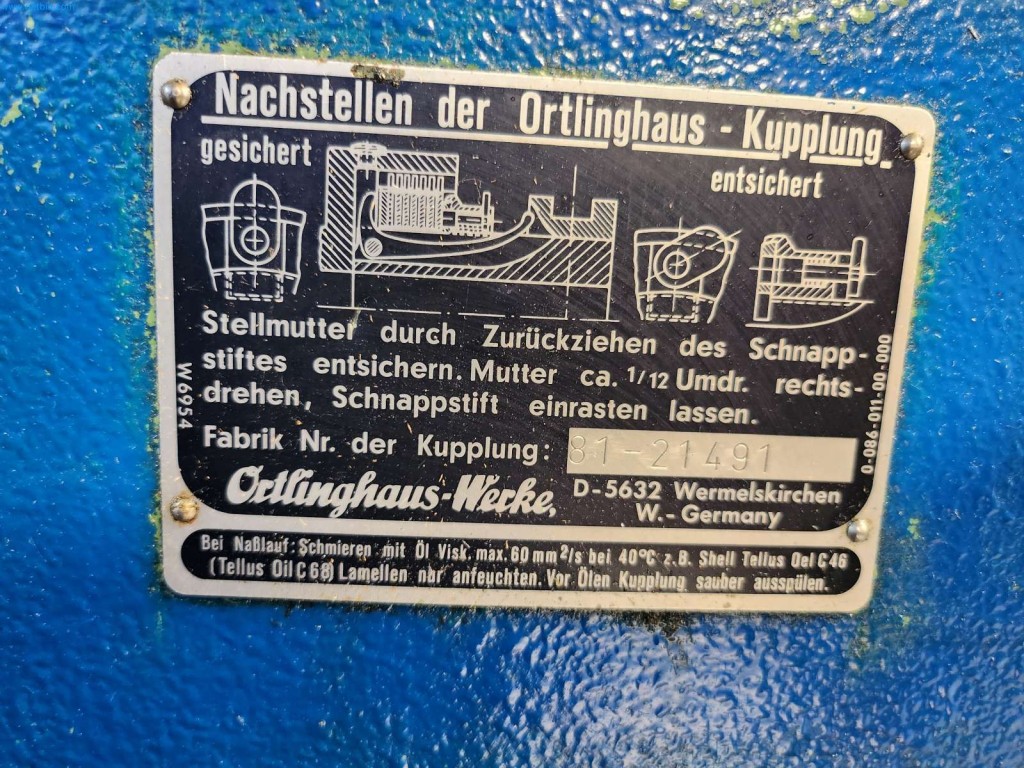 Nachstellen der Ortlinghaus - Kupplung
gesichert
entsichert
Stellmutter durch Zurückziehen des Schnapp-
stiftes entsichern. Mutter ca. 1/12 Umdr. rechts-
drehen, Schnappstift einrasten lassen.
Fabrik Nr. der Kupplung: 81-21491
Ortlinghaus-Werke, D-5632 Wermelskirchen
W.- Germany
W6954
0-086-011-00-000
Bei Naßlauf: Schmieren mit Öl Visk. max. 60 mm²/s bei 40°C z.B. Shell Tellus Oel C 46
(Tellus Oil C 68) Lamellen nur anfeuchten. Vor Ölen Kupplung sauber ausspülen.